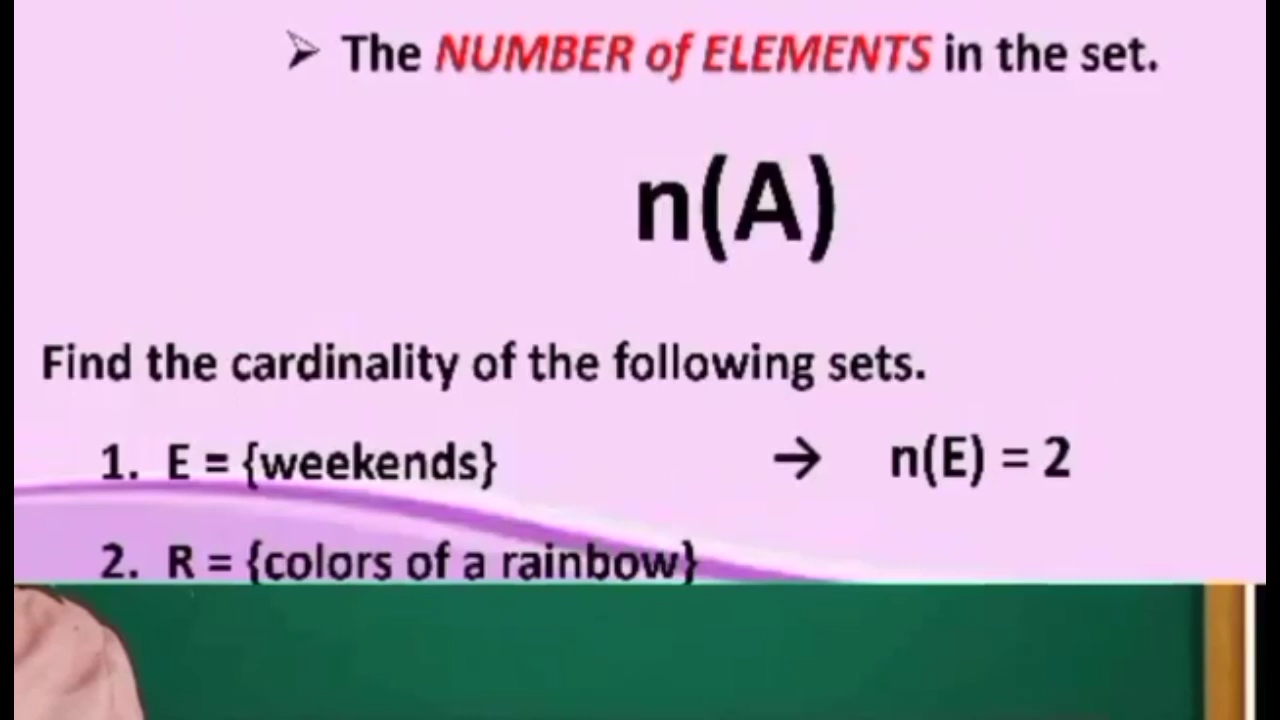 ➢ The NUMBER of ELEMENTS in the set.
n(A)
Find the cardinality of the following sets.
1. E = {weekends} → n(E) = 2
2. R = {colors of a rainbow}